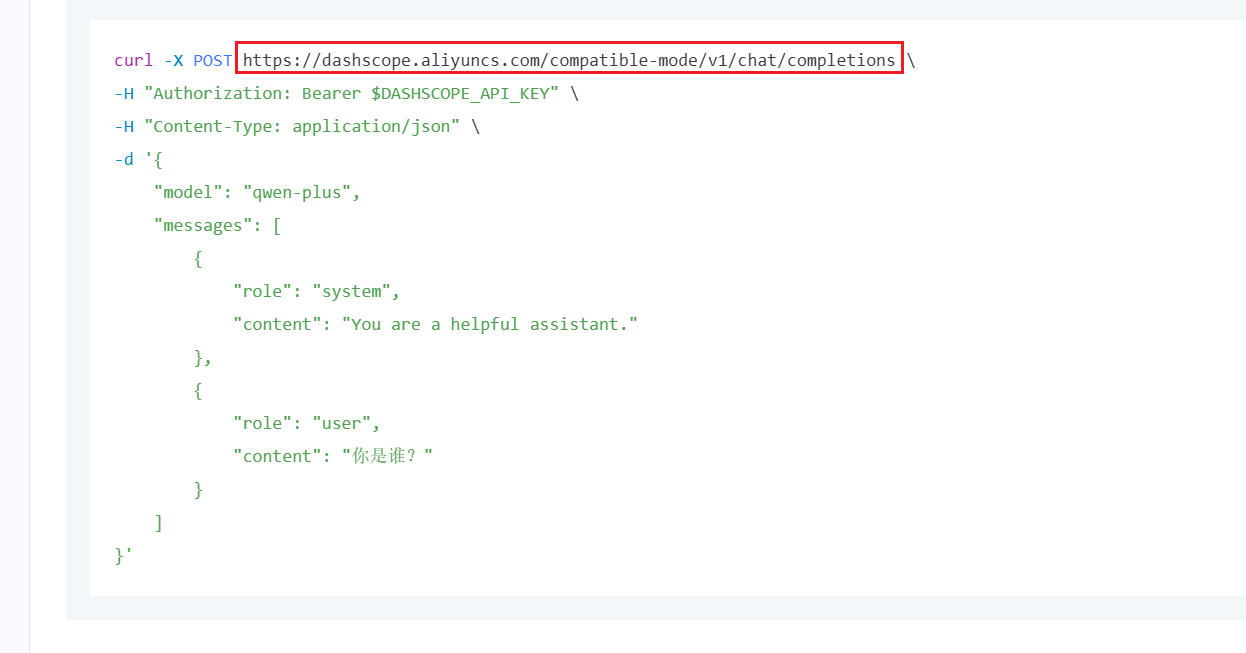 curl -X POST https://dashscope.aliyuncs.com/compatible-mode/v1/chat/completions \
-H "Authorization: Bearer $DASHSCOPE_API_KEY" \
-H "Content-Type: application/json" \
-d '{
    "model": "qwen-plus",
    "messages": [
        {
            "role": "system",
            "content": "You are a helpful assistant."
        },
        {
            "role": "user",
            "content": "你是谁？"
        }
    ]
}'